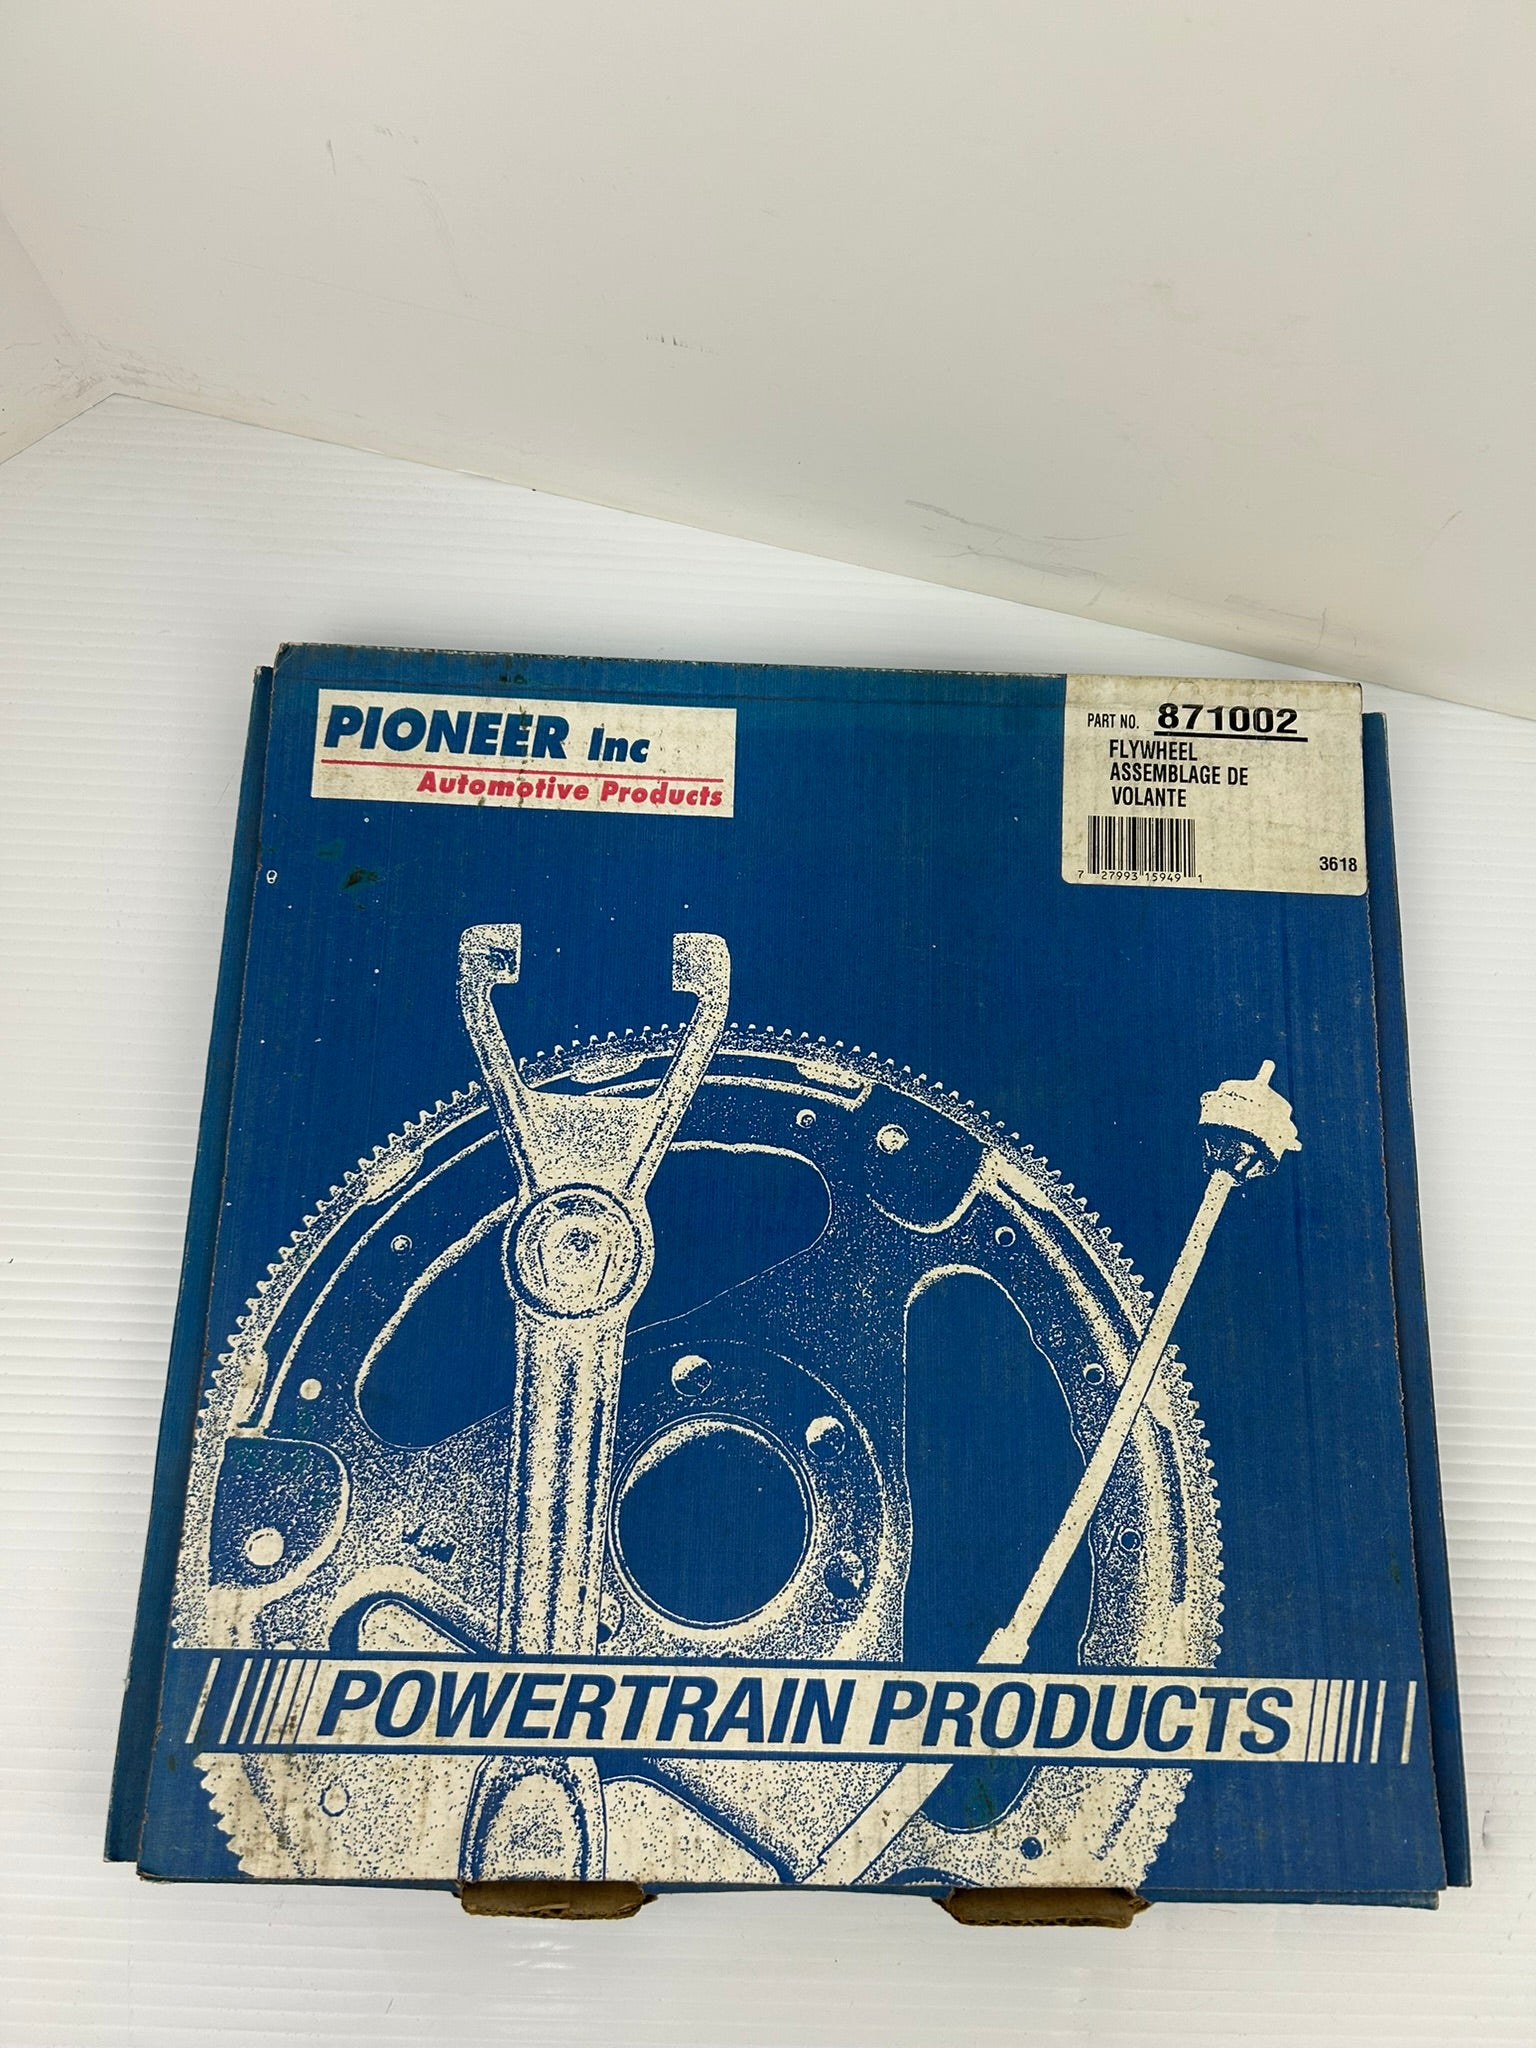 PIONEER Inc
Automotive Products
PART NO. 871002
FLYWHEEL
ASSEMBLAGE DE
VOLANTE
7 27993 15949 1
3618
POWERTRAIN PRODUCTS